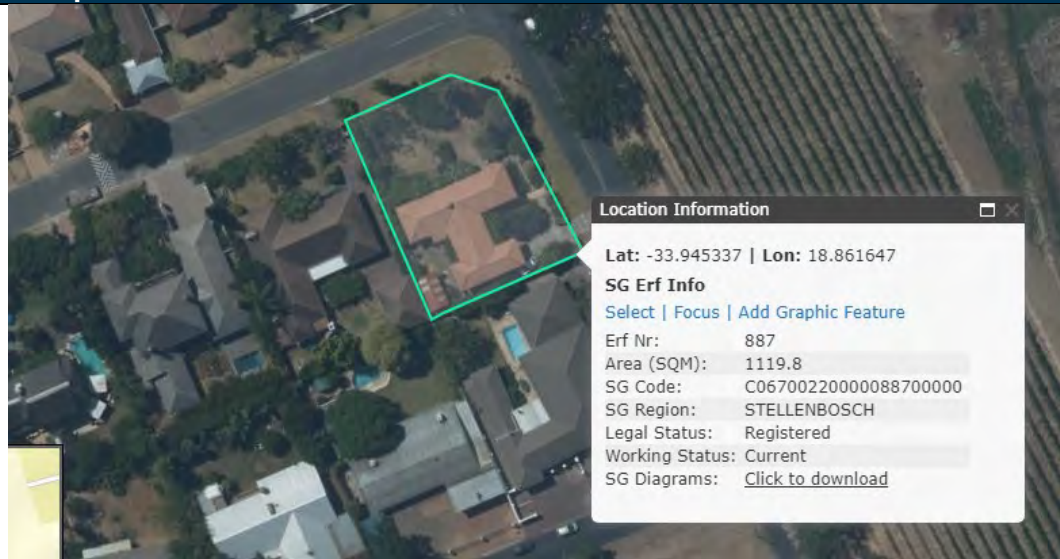 Location Information
Lat: -33.945337 | Lon: 18.861647
SG Erf Info
Select | Focus | Add Graphic Feature
Erf Nr: 887
Area (SQM): 1119.8
SG Code: C06700220000088700000
SG Region: STELLENBOSCH
Legal Status: Registered
Working Status: Current
SG Diagrams: Click to download